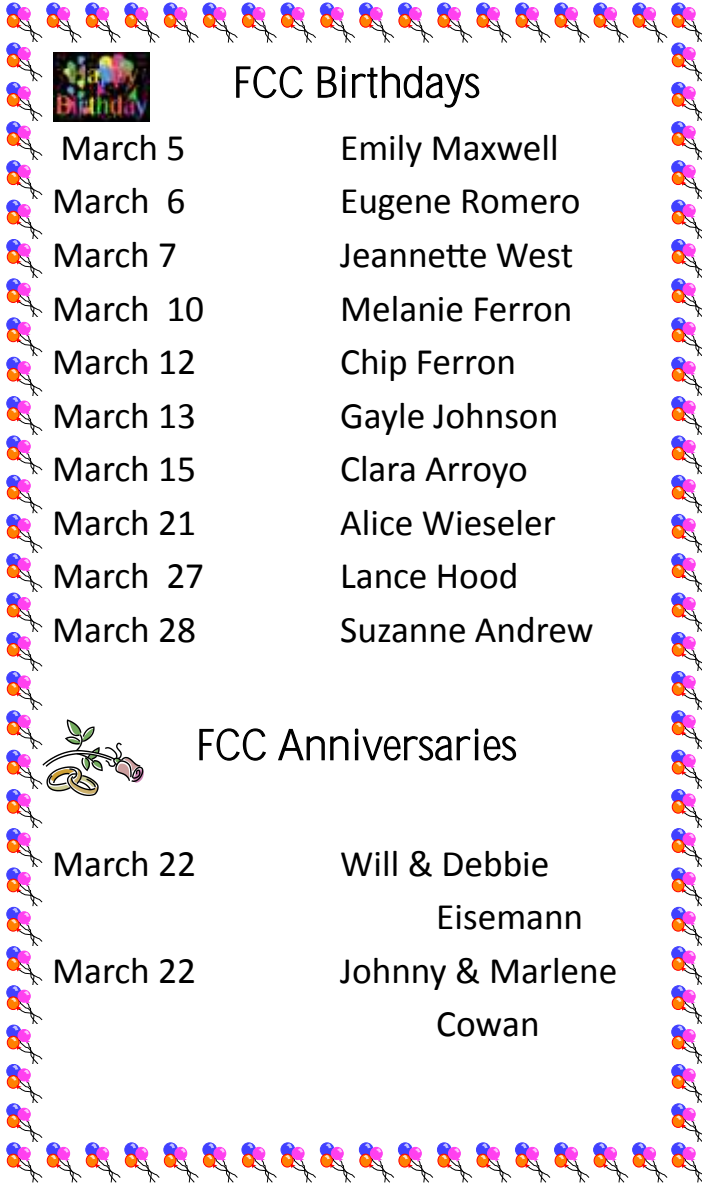 Happy
Birthday
FCC Birthdays
March 5 Emily Maxwell
March 6 Eugene Romero
March 7 Jeannette West
March 10 Melanie Ferron
March 12 Chip Ferron
March 13 Gayle Johnson
March 15 Clara Arroyo
March 21 Alice Wieseler
March 27 Lance Hood
March 28 Suzanne Andrew
FCC Anniversaries
March 22 Will & Debbie
Eisemann
March 22 Johnny & Marlene
Cowan